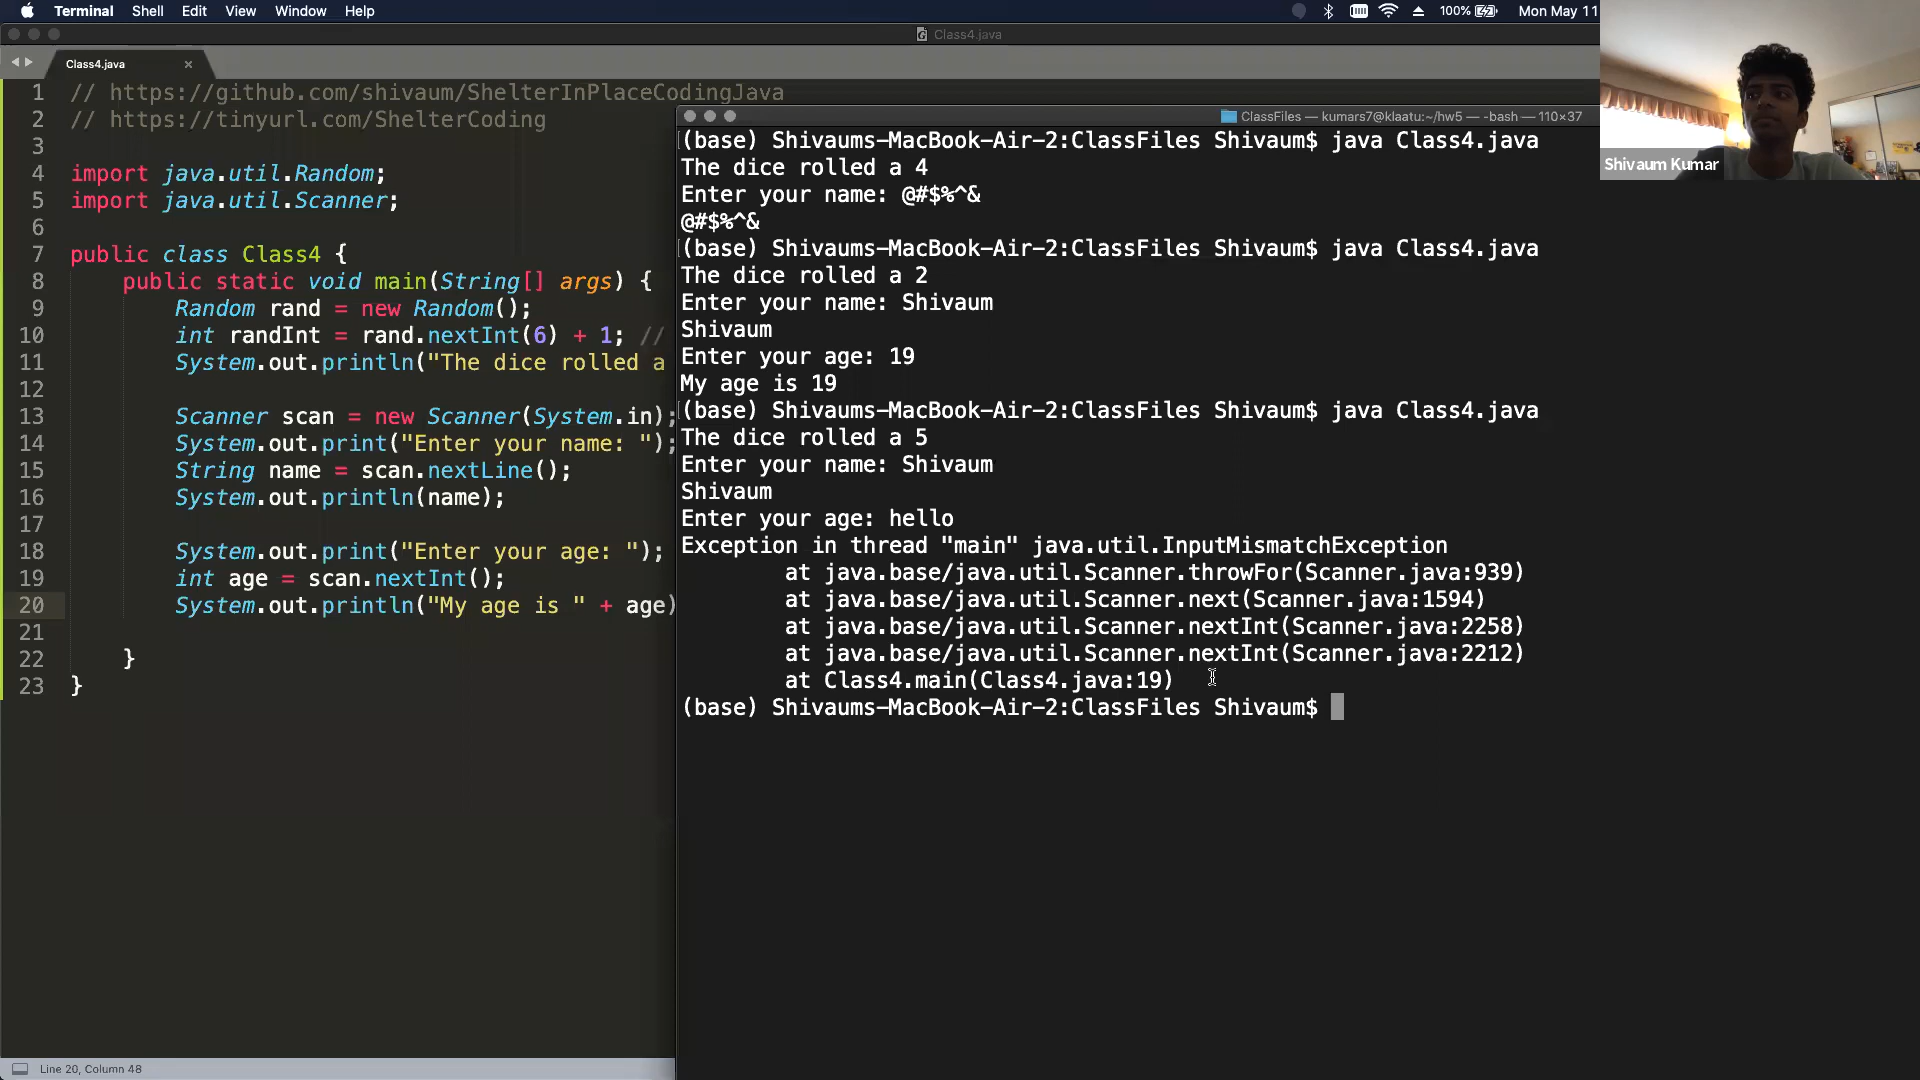 Terminal Shell Edit View Window Help
100% Mon May 11
Class4.java
Class4.java
1 // https://github.com/shivaum/ShelterInPlaceCodingJava
2 // https://tinyurl.com/ShelterCoding
3
4 import java.util.Random;
5 import java.util.Scanner;
6
7 public class Class4 {
8 public static void main(String[] args) {
9 Random rand = new Random();
10 int randInt = rand.nextInt(6) + 1; //
11 System.out.println("The dice rolled a
12
13 Scanner scan = new Scanner(System.in);
14 System.out.print("Enter your name: ");
15 String name = scan.nextLine();
16 System.out.println(name);
17
18 System.out.print("Enter your age: ");
19 int age = scan.nextInt();
20 System.out.println("My age is " + age)
21
22 }
23 }
Line 20, Column 48
ClassFiles — kumars7@klaatu:~/hw5 — -bash — 110×37
(base) Shivaums-MacBook-Air-2:ClassFiles Shivaum$ java Class4.java
The dice rolled a 4
Enter your name: @#$%^&
@#$%^&
(base) Shivaums-MacBook-Air-2:ClassFiles Shivaum$ java Class4.java
The dice rolled a 2
Enter your name: Shivaum
Shivaum
Enter your age: 19
My age is 19
(base) Shivaums-MacBook-Air-2:ClassFiles Shivaum$ java Class4.java
The dice rolled a 5
Enter your name: Shivaum
Shivaum
Enter your age: hello
Exception in thread "main" java.util.InputMismatchException
at java.base/java.util.Scanner.throwFor(Scanner.java:939)
at java.base/java.util.Scanner.next(Scanner.java:1594)
at java.base/java.util.Scanner.nextInt(Scanner.java:2258)
at java.base/java.util.Scanner.nextInt(Scanner.java:2212)
at Class4.main(Class4.java:19)
(base) Shivaums-MacBook-Air-2:ClassFiles Shivaum$
Shivaum Kumar